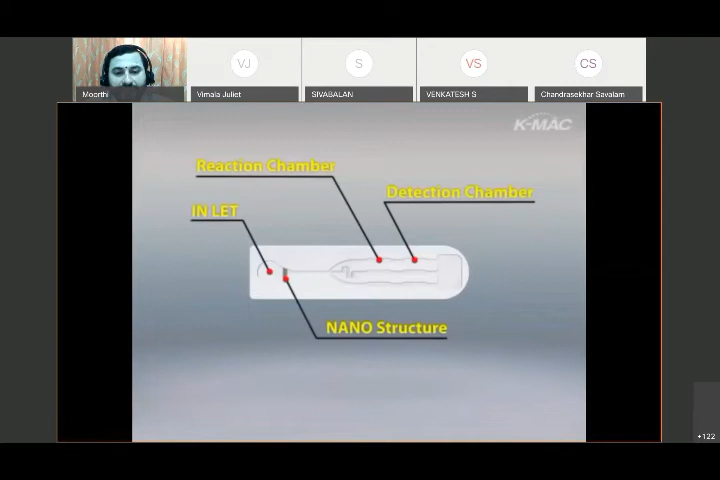 VJ
S
VS
CS
Moorthi
Vimala Juliet
SIVABALAN
VENKATESH S
Chandrasekhar Savalam
K-MAC
Reaction Chamber
Detection Chamber
IN LET
NANO Structure
+122